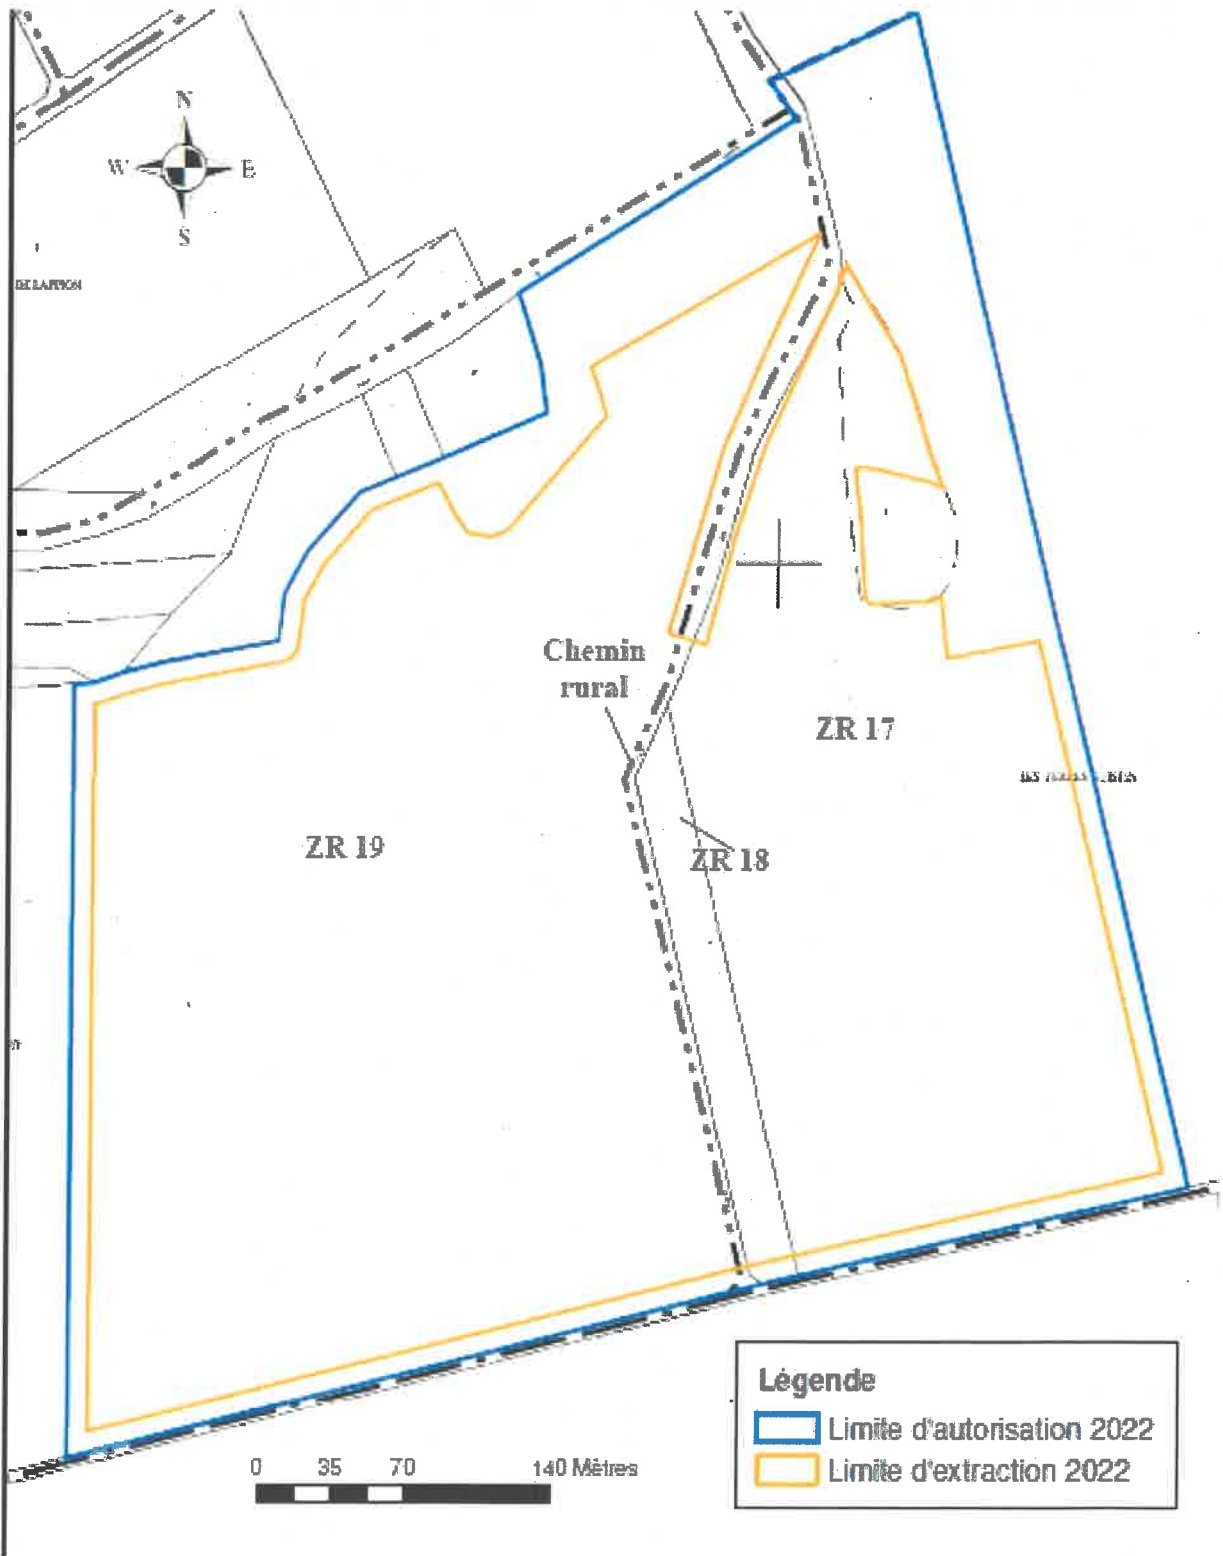 N
W E
S
Chemin
rural
ZR 17
ZR 19
ZR 18
0 35 70 140 Mètres
Légende
Limite d'autorisation 2022
Limite d'extraction 2022